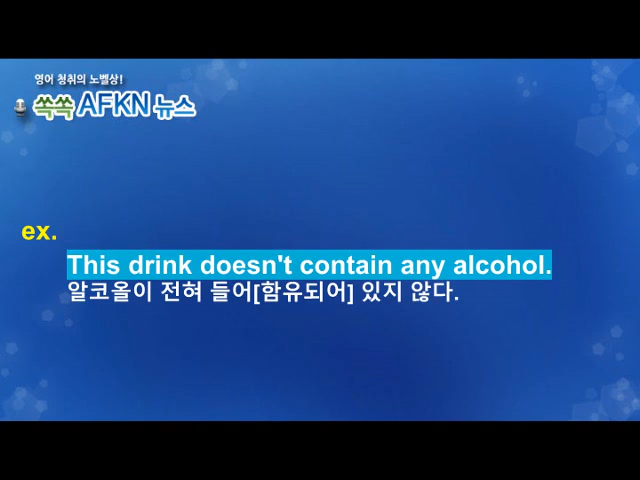 영어 청취의 노벨상!
쏙쏙 AFKN 뉴스
ex.
This drink doesn't contain any alcohol.
알코올이 전혀 들어[함유되어] 있지 않다.